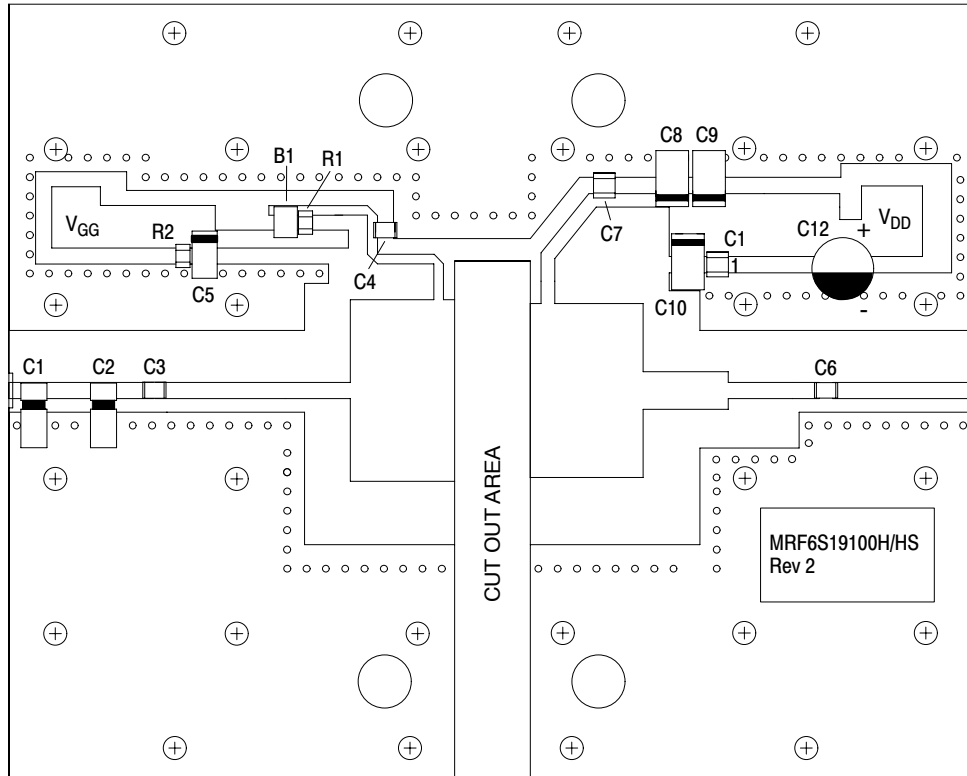 C8 C9
B1 R1
VGG
R2
C5
C4
C7
C12
+
VDD
C1
1
C10
-
C1 C2 C3
C6
CUT OUT AREA
MRF6S19100H/HS
Rev 2